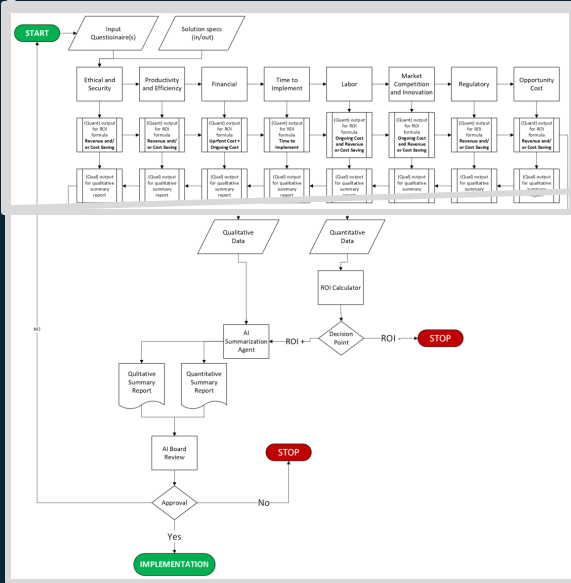 START
Input
Questioinaire(s)
Solution specs
(in/out)
Ethical and
Security
Productivity
and Efficiency
Financial
Time to
Implement
Labor
Market
Competition
and Innovation
Regulatory
Opportunity
Cost
(Quant) output
for ROI
formula
Revenue and/
or Cost Saving
(Quant) output
for ROI
formula
Revenue and/
or Cost Saving
(Quant) output
for ROI
formula
Upfront Cost +
Ongoing Cost
(Quant) output
for ROI
formula
Time to
Implement
(Quant) output
for ROI
formula
Ongoing Cost
and Revenue
or Cost Saving
(Quant) output
for ROI
formula
Ongoing Cost
and Revenue
or Cost Saving
(Quant) output
for ROI
formula
Revenue and/
or Cost Saving
(Quant) output
for ROI
formula
Revenue and/
or Cost Saving
(Qual) output
for qualitative
summary
report
(Qual) output
for qualitative
summary
report
(Qual) output
for qualitative
summary
report
(Qual) output
for qualitative
summary
report
(Qual) output
for qualitative
summary
(Qual) output
for qualitative
summary
(Qual) output
for qualitative
summary
(Qual) output
for qualitative
summary
report
Qualitative
Data
Quantitative
Data
ROI Calculator
NO
AI
Summarization
Agent
ROI +
Decision
Point
ROI -
STOP
Qulitative
Summary
Report
Quantitative
Summary
Report
AI Board
Review
STOP
Approval
No
Yes
IMPLEMENTATION